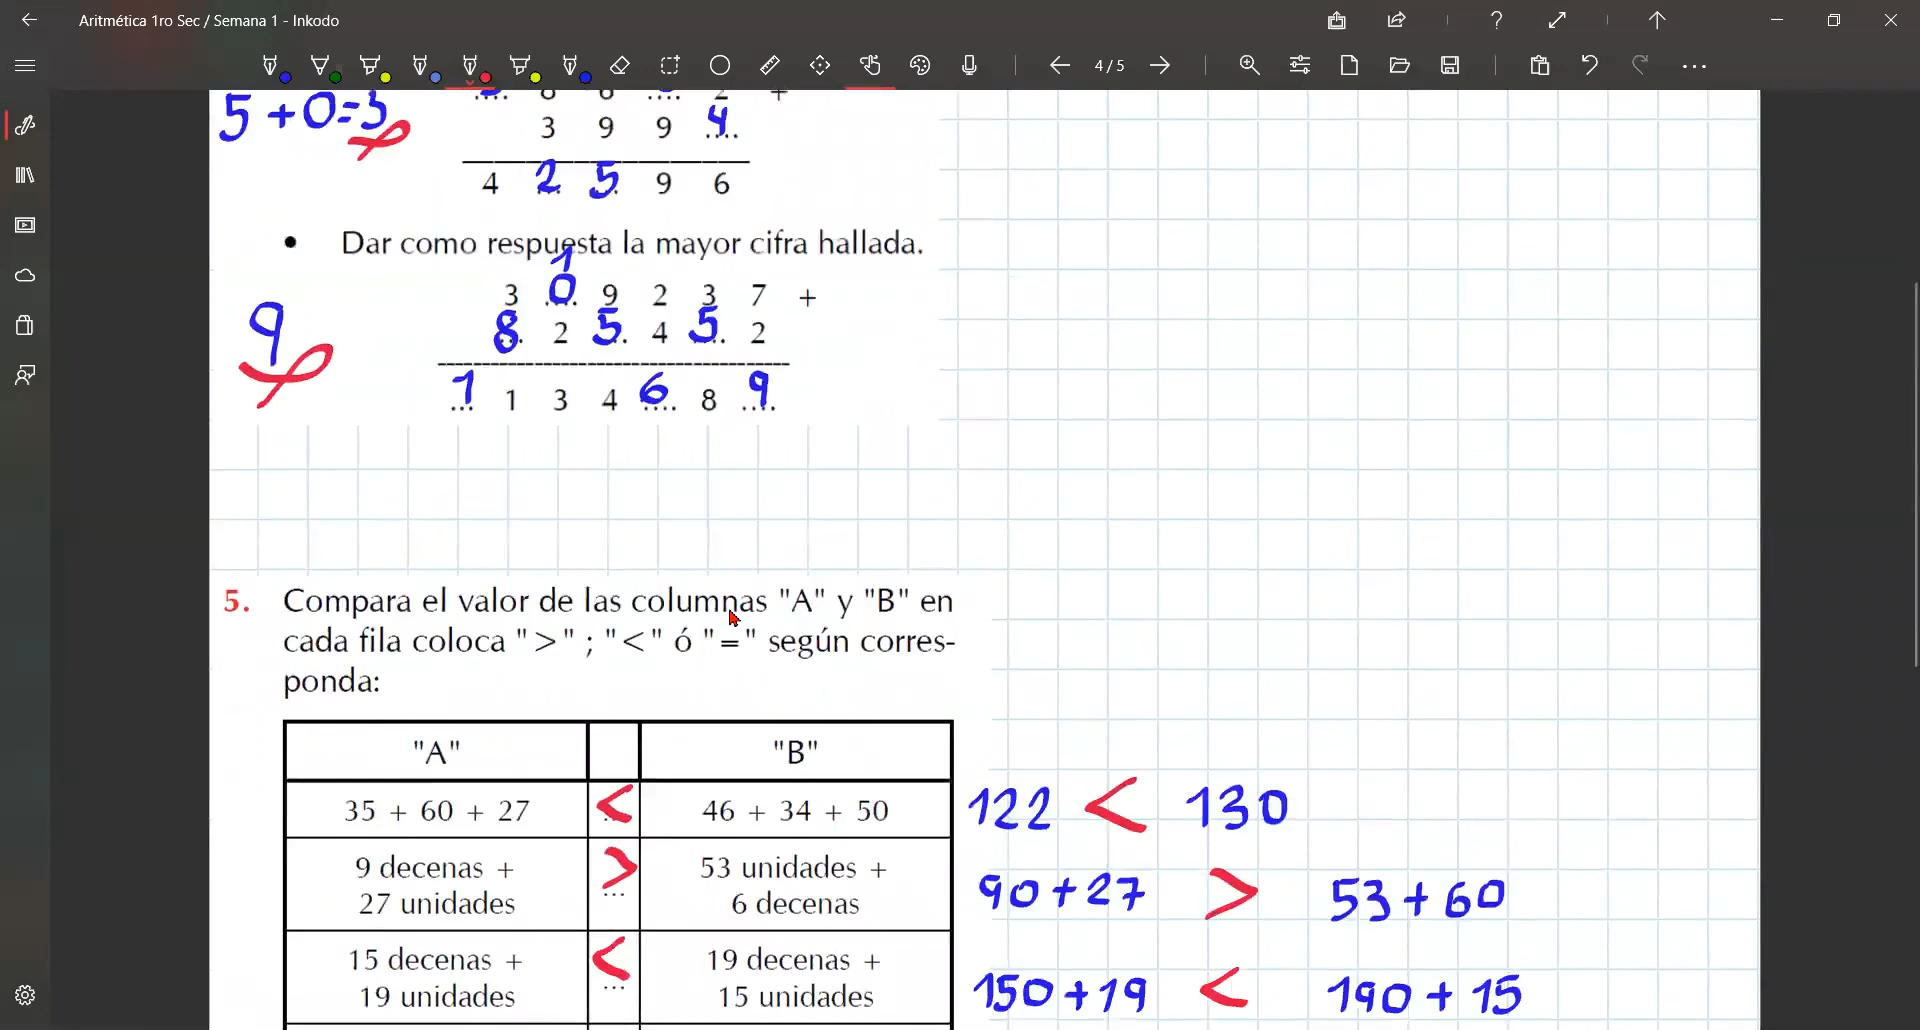 Aritmética 1ro Sec / Semana 1 - Inkodo
4/5
5+0=5
3 9 9 4
4 2 5 9 6
• Dar como respuesta la mayor cifra hallada.
1
3 0 9 2 3 7 +
8 2 5 4 5 2
1 1 3 4 6 8 9
9
5. Compara el valor de las columnas "A" y "B" en
cada fila coloca ">" ; "<" ó "=" según corres-
ponda:
"A" "B"
35 + 60 + 27 < 46 + 34 + 50 122 < 130
9 decenas + > 53 unidades + 90+27 > 53+60
27 unidades ... 6 decenas
15 decenas + < 19 decenas + 150+19 < 190+15
19 unidades ... 15 unidades